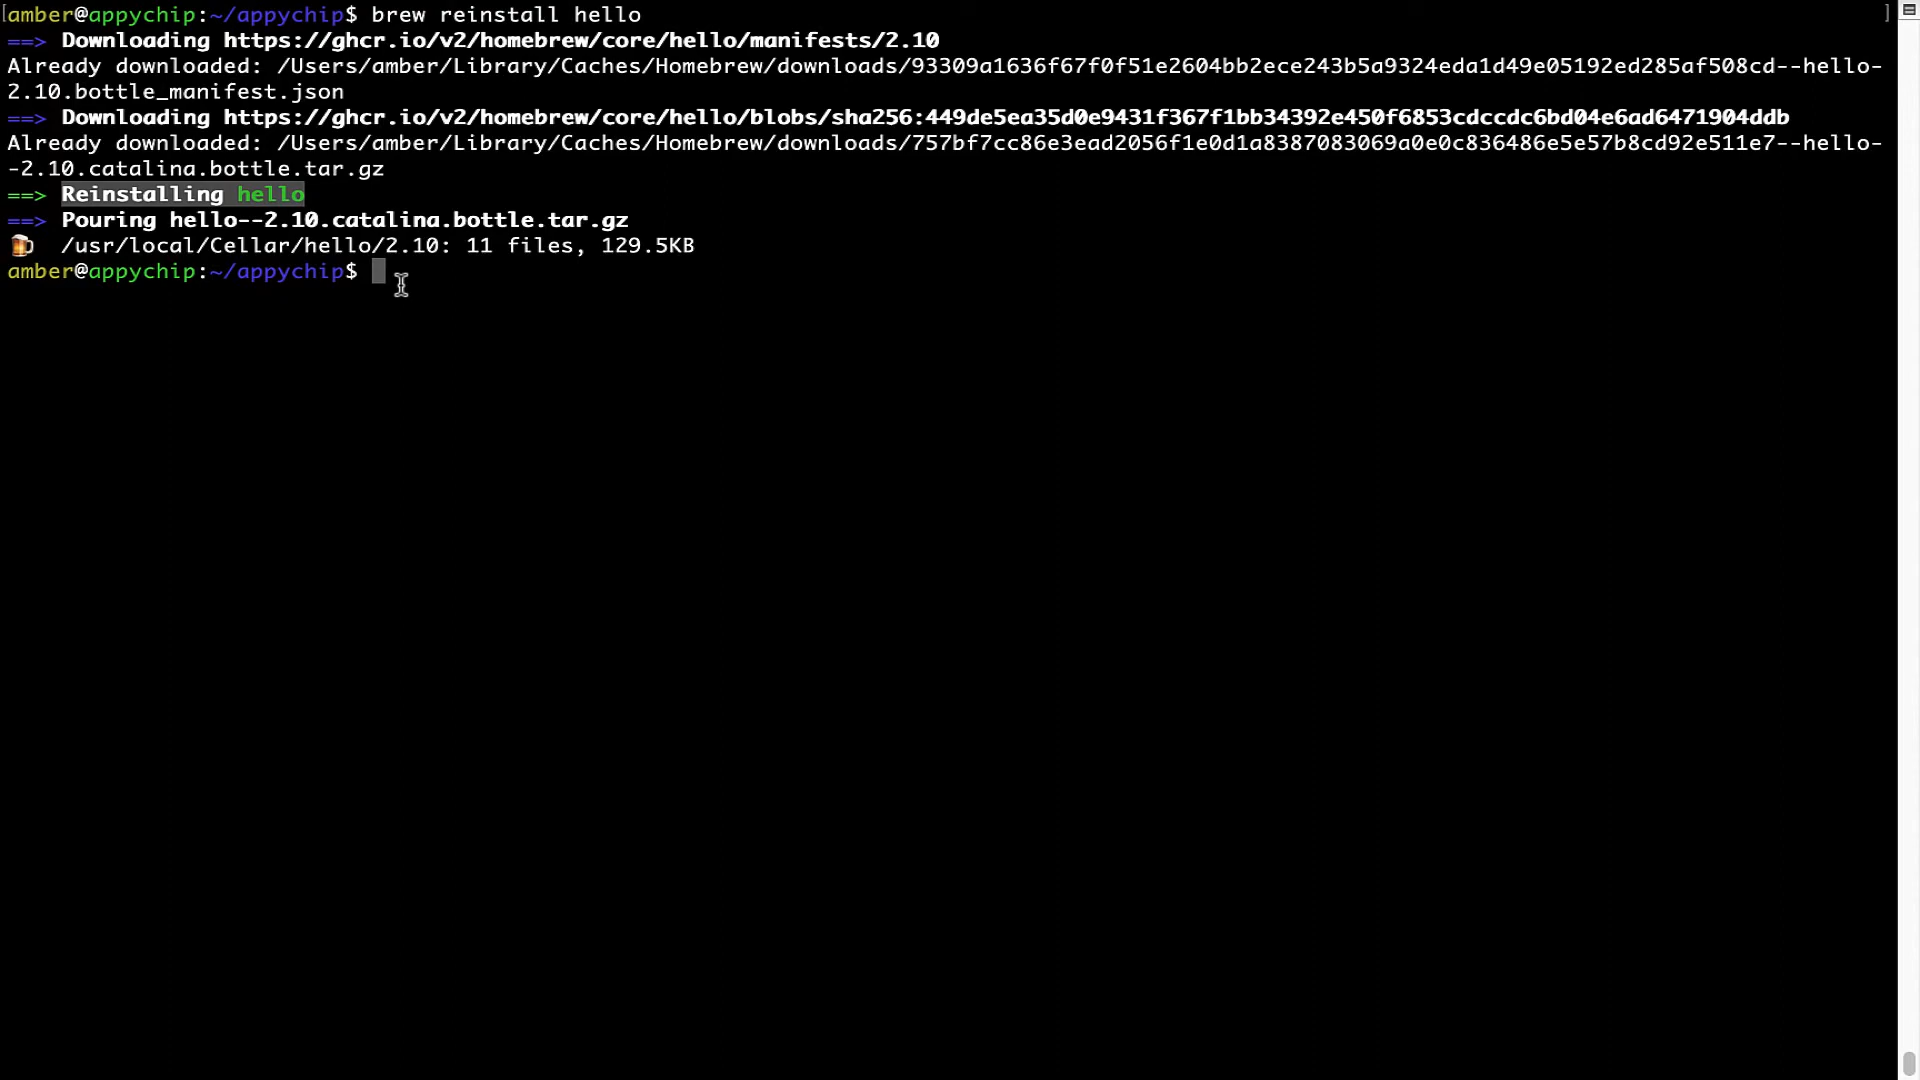 amber@appychip:~/appychip$ brew reinstall hello
==> Downloading https://ghcr.io/v2/homebrew/core/hello/manifests/2.10
Already downloaded: /Users/amber/Library/Caches/Homebrew/downloads/93309a1636f67f0f51e2604bb2ece243b5a9324eda1d49e05192ed285af508cd--hello-
2.10.bottle_manifest.json
==> Downloading https://ghcr.io/v2/homebrew/core/hello/blobs/sha256:449de5ea35d0e9431f367f1bb34392e450f6853cdccdc6bd04e6ad6471904ddb
Already downloaded: /Users/amber/Library/Caches/Homebrew/downloads/757bf7cc86e3ead2056f1e0d1a8387083069a0e0c836486e5e57b8cd92e511e7--hello-
-2.10.catalina.bottle.tar.gz
==> Reinstalling hello
==> Pouring hello--2.10.catalina.bottle.tar.gz
🍺  /usr/local/Cellar/hello/2.10: 11 files, 129.5KB
amber@appychip:~/appychip$